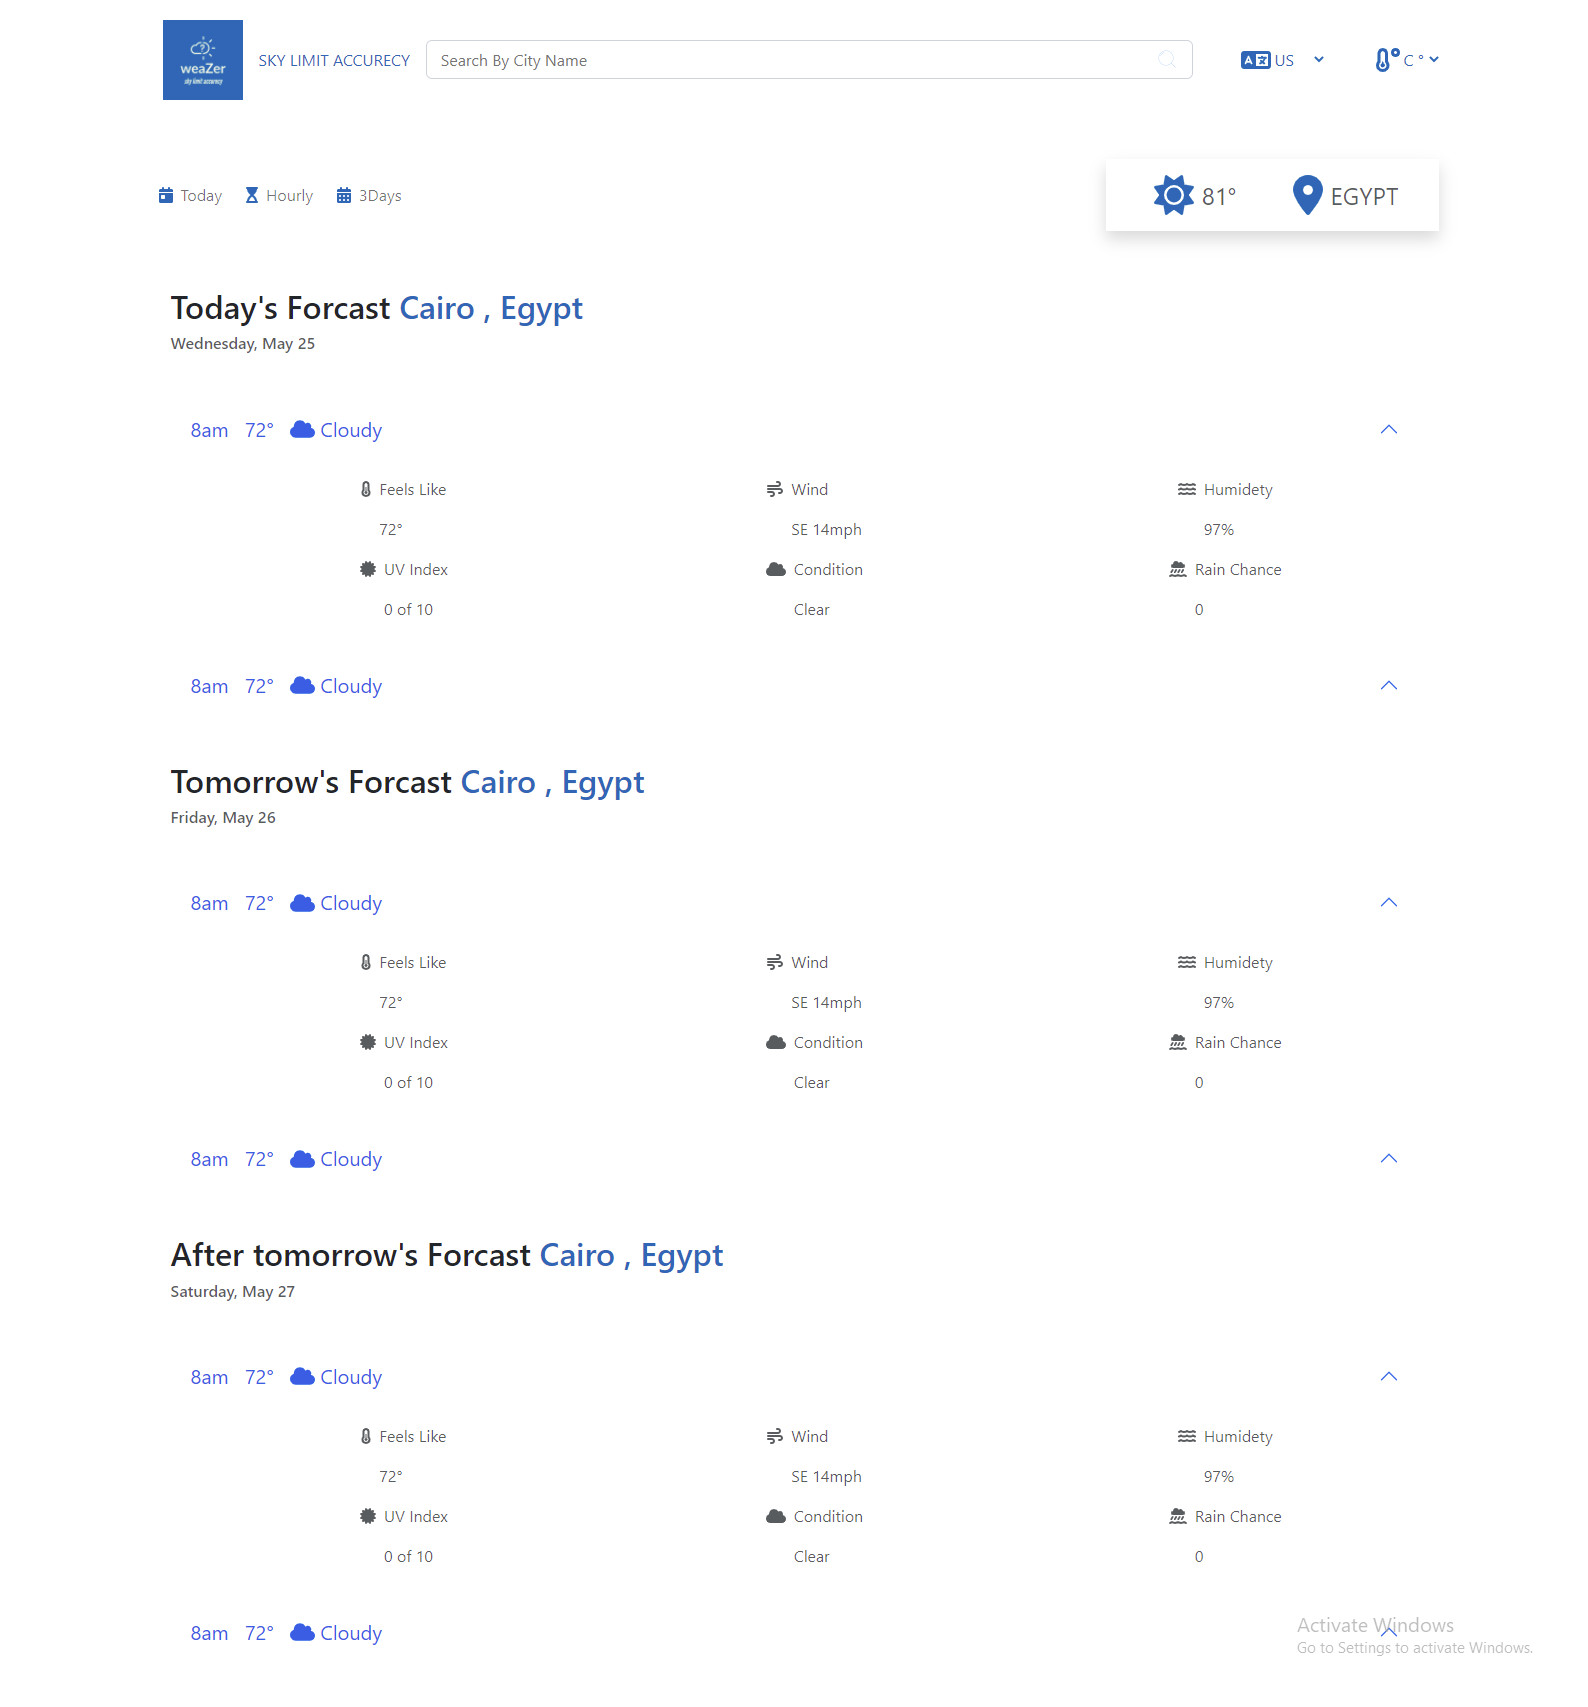 weaZer
sky limit accurecy
SKY LIMIT ACCURECY
Search By City Name
US
C °
Today Hourly 3Days
81° EGYPT
Today's Forcast Cairo , Egypt
Wednesday, May 25
8am 72° Cloudy
Feels Like Wind Humidety
72° SE 14mph 97%
UV Index Condition Rain Chance
0 of 10 Clear 0
8am 72° Cloudy
Tomorrow's Forcast Cairo , Egypt
Friday, May 26
8am 72° Cloudy
Feels Like Wind Humidety
72° SE 14mph 97%
UV Index Condition Rain Chance
0 of 10 Clear 0
8am 72° Cloudy
After tomorrow's Forcast Cairo , Egypt
Saturday, May 27
8am 72° Cloudy
Feels Like Wind Humidety
72° SE 14mph 97%
UV Index Condition Rain Chance
0 of 10 Clear 0
8am 72° Cloudy
Activate Windows
Go to Settings to activate Windows.